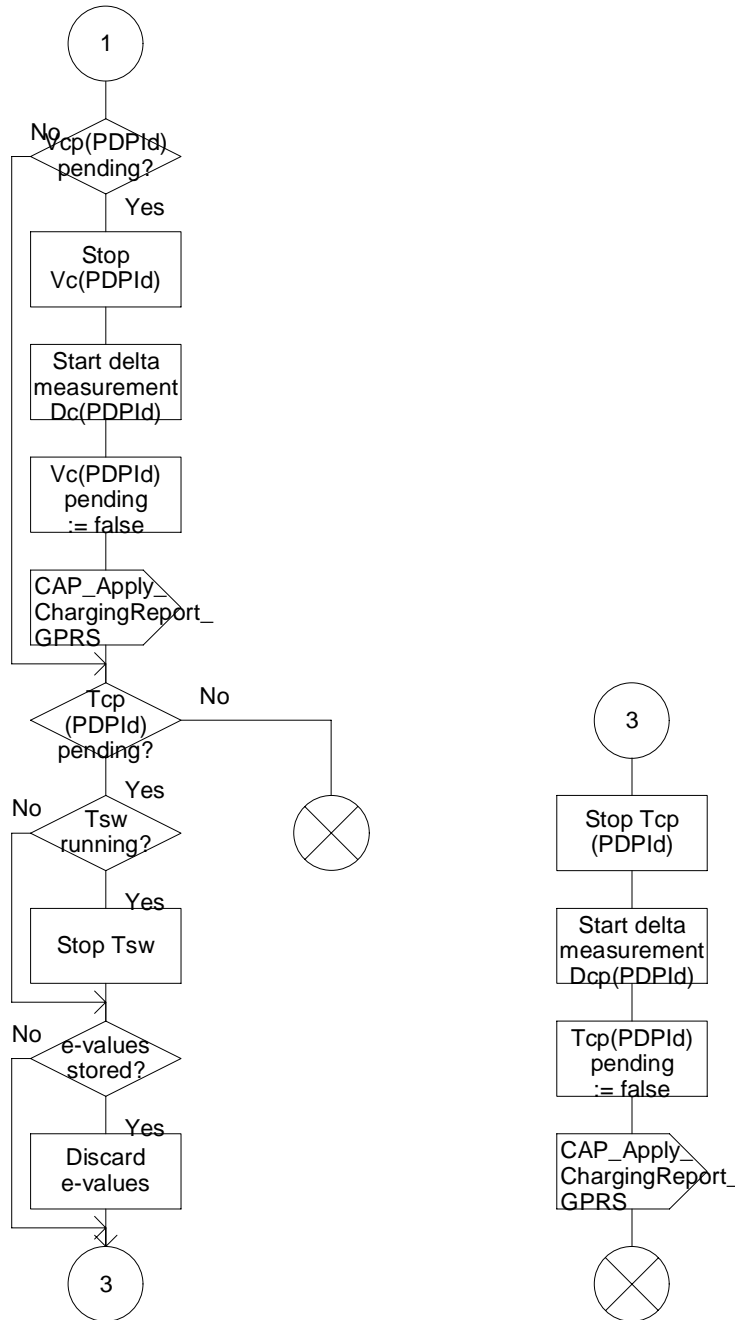 1
No
Vcp(PDPId)
pending?
Yes
Stop
Vc(PDPId)
Start delta
measurement
Dc(PDPId)
Vc(PDPId)
pending
:= false
CAP_Apply_
ChargingReport_
GPRS
Tcp
(PDPId)
pending?
No
Yes
No
Tsw
running?
Yes
Stop Tsw
No
e-values
stored?
Yes
Discard
e-values
3
3
Stop Tcp
(PDPId)
Start delta
measurement
Dcp(PDPId)
Tcp(PDPId)
pending
:= false
CAP_Apply_
ChargingReport_
GPRS